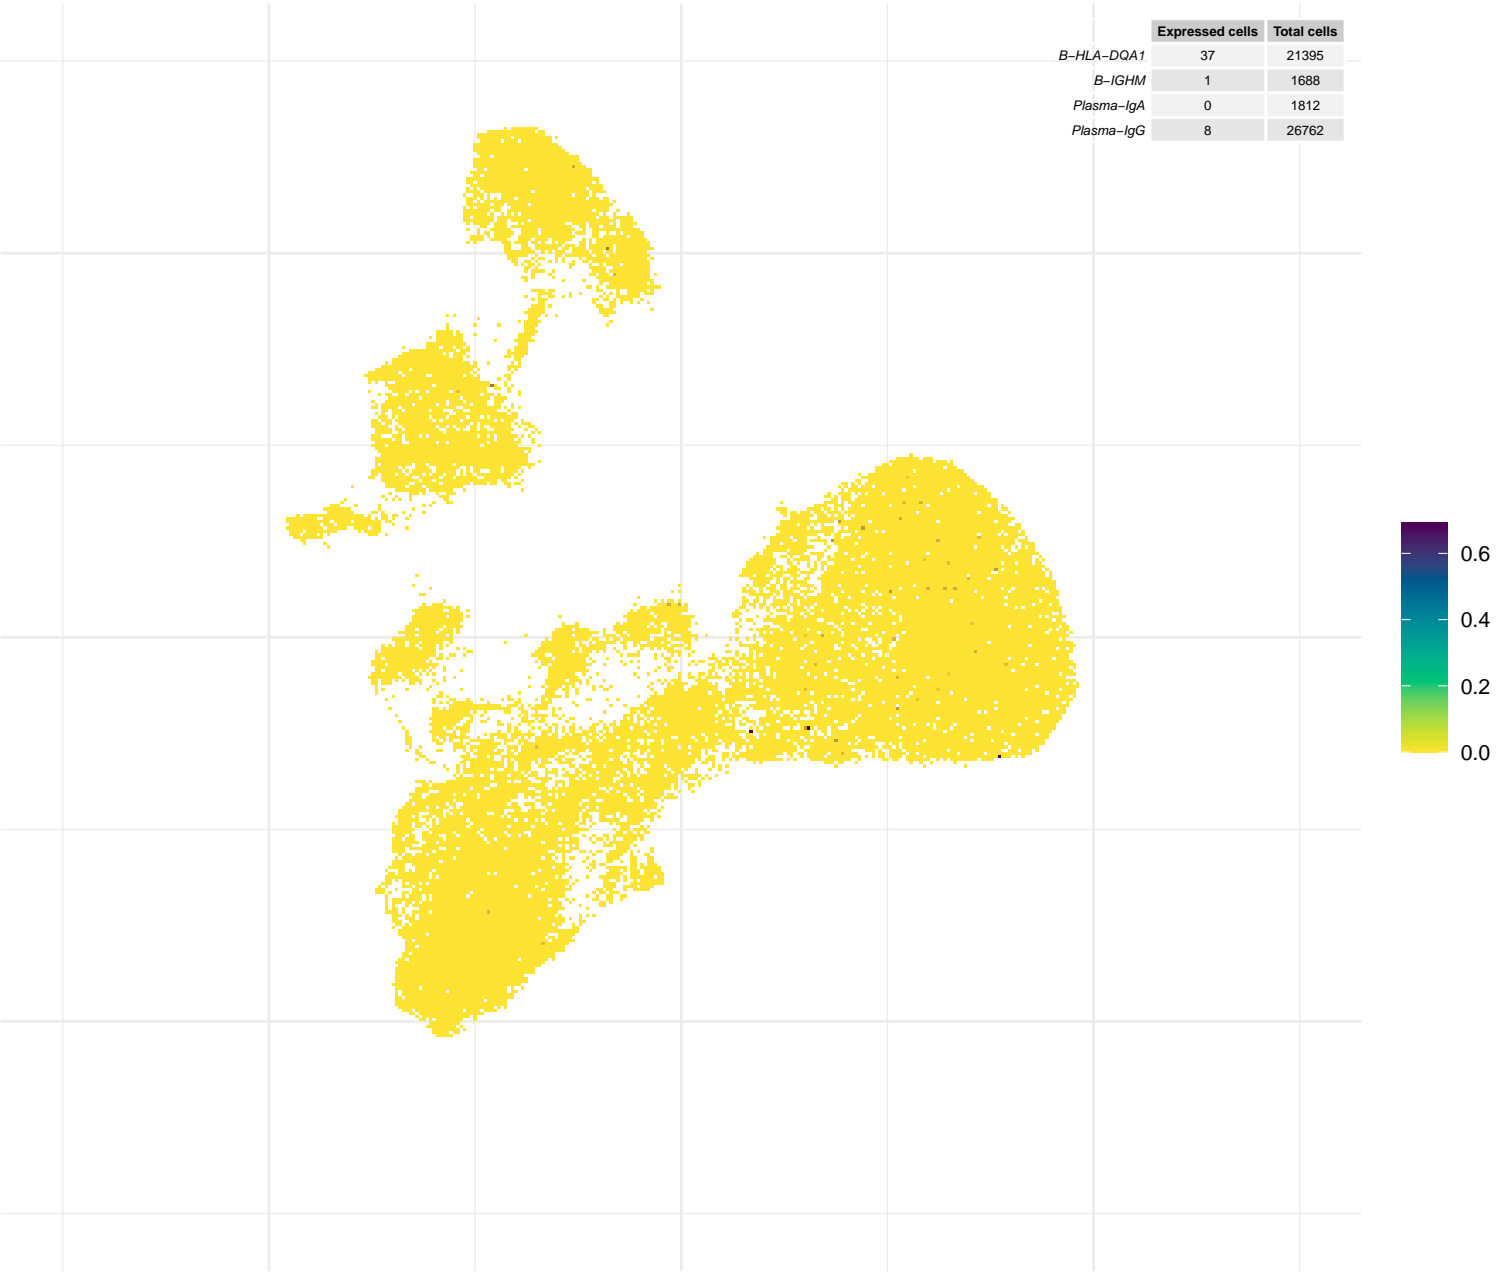 Expressed cells Total cells
B−HLA−DQA1 37 21395
B−IGHM 1 1688
Plasma−IgA 0 1812
Plasma−IgG 8 26762
0.6
0.4
0.2
0.0